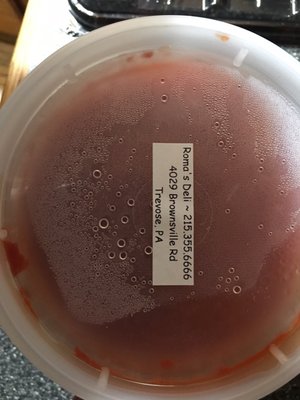 Roma's Deli ~ 215.355.6666
4029 Brownsville Rd
Trevose, PA